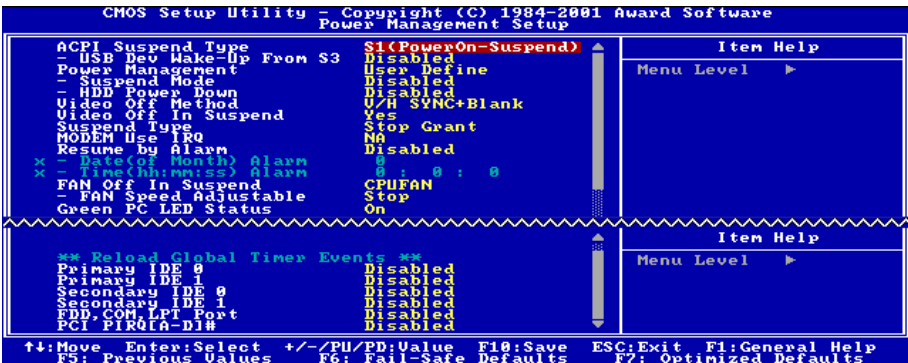 CMOS Setup Utility - Copyright (C) 1984-2001 Award Software
Power Management Setup
ACPI Suspend Type S1(PowerOn-Suspend) Item Help
- USB Dev Wake-Up From S3 Disabled
Power Management User Define Menu Level
- Suspend Mode Disabled
- HDD Power Down Disabled
Video Off Method V/H SYNC+Blank
Video Off In Suspend Yes
Suspend Type Stop Grant
MODEM Use IRQ NA
Resume by Alarm Disabled
x - Date(of Month) Alarm 0
x - Time(hh:mm:ss) Alarm 0 : 0 : 0
FAN Off In Suspend CPUFAN
- FAN Speed Adjustable Stop
Green PC LED Status On
Item Help
** Reload Global Timer Events ** Menu Level
Primary IDE 0 Disabled
Primary IDE 1 Disabled
Secondary IDE 0 Disabled
Secondary IDE 1 Disabled
FDD,COM,LPT Port Disabled
PCI PIRQ[A-D]# Disabled
↑↓:Move Enter:Select +/-/PU/PD:Value F10:Save ESC:Exit F1:General Help
F5: Previous Values F6: Fail-Safe Defaults F7: Optimized Defaults